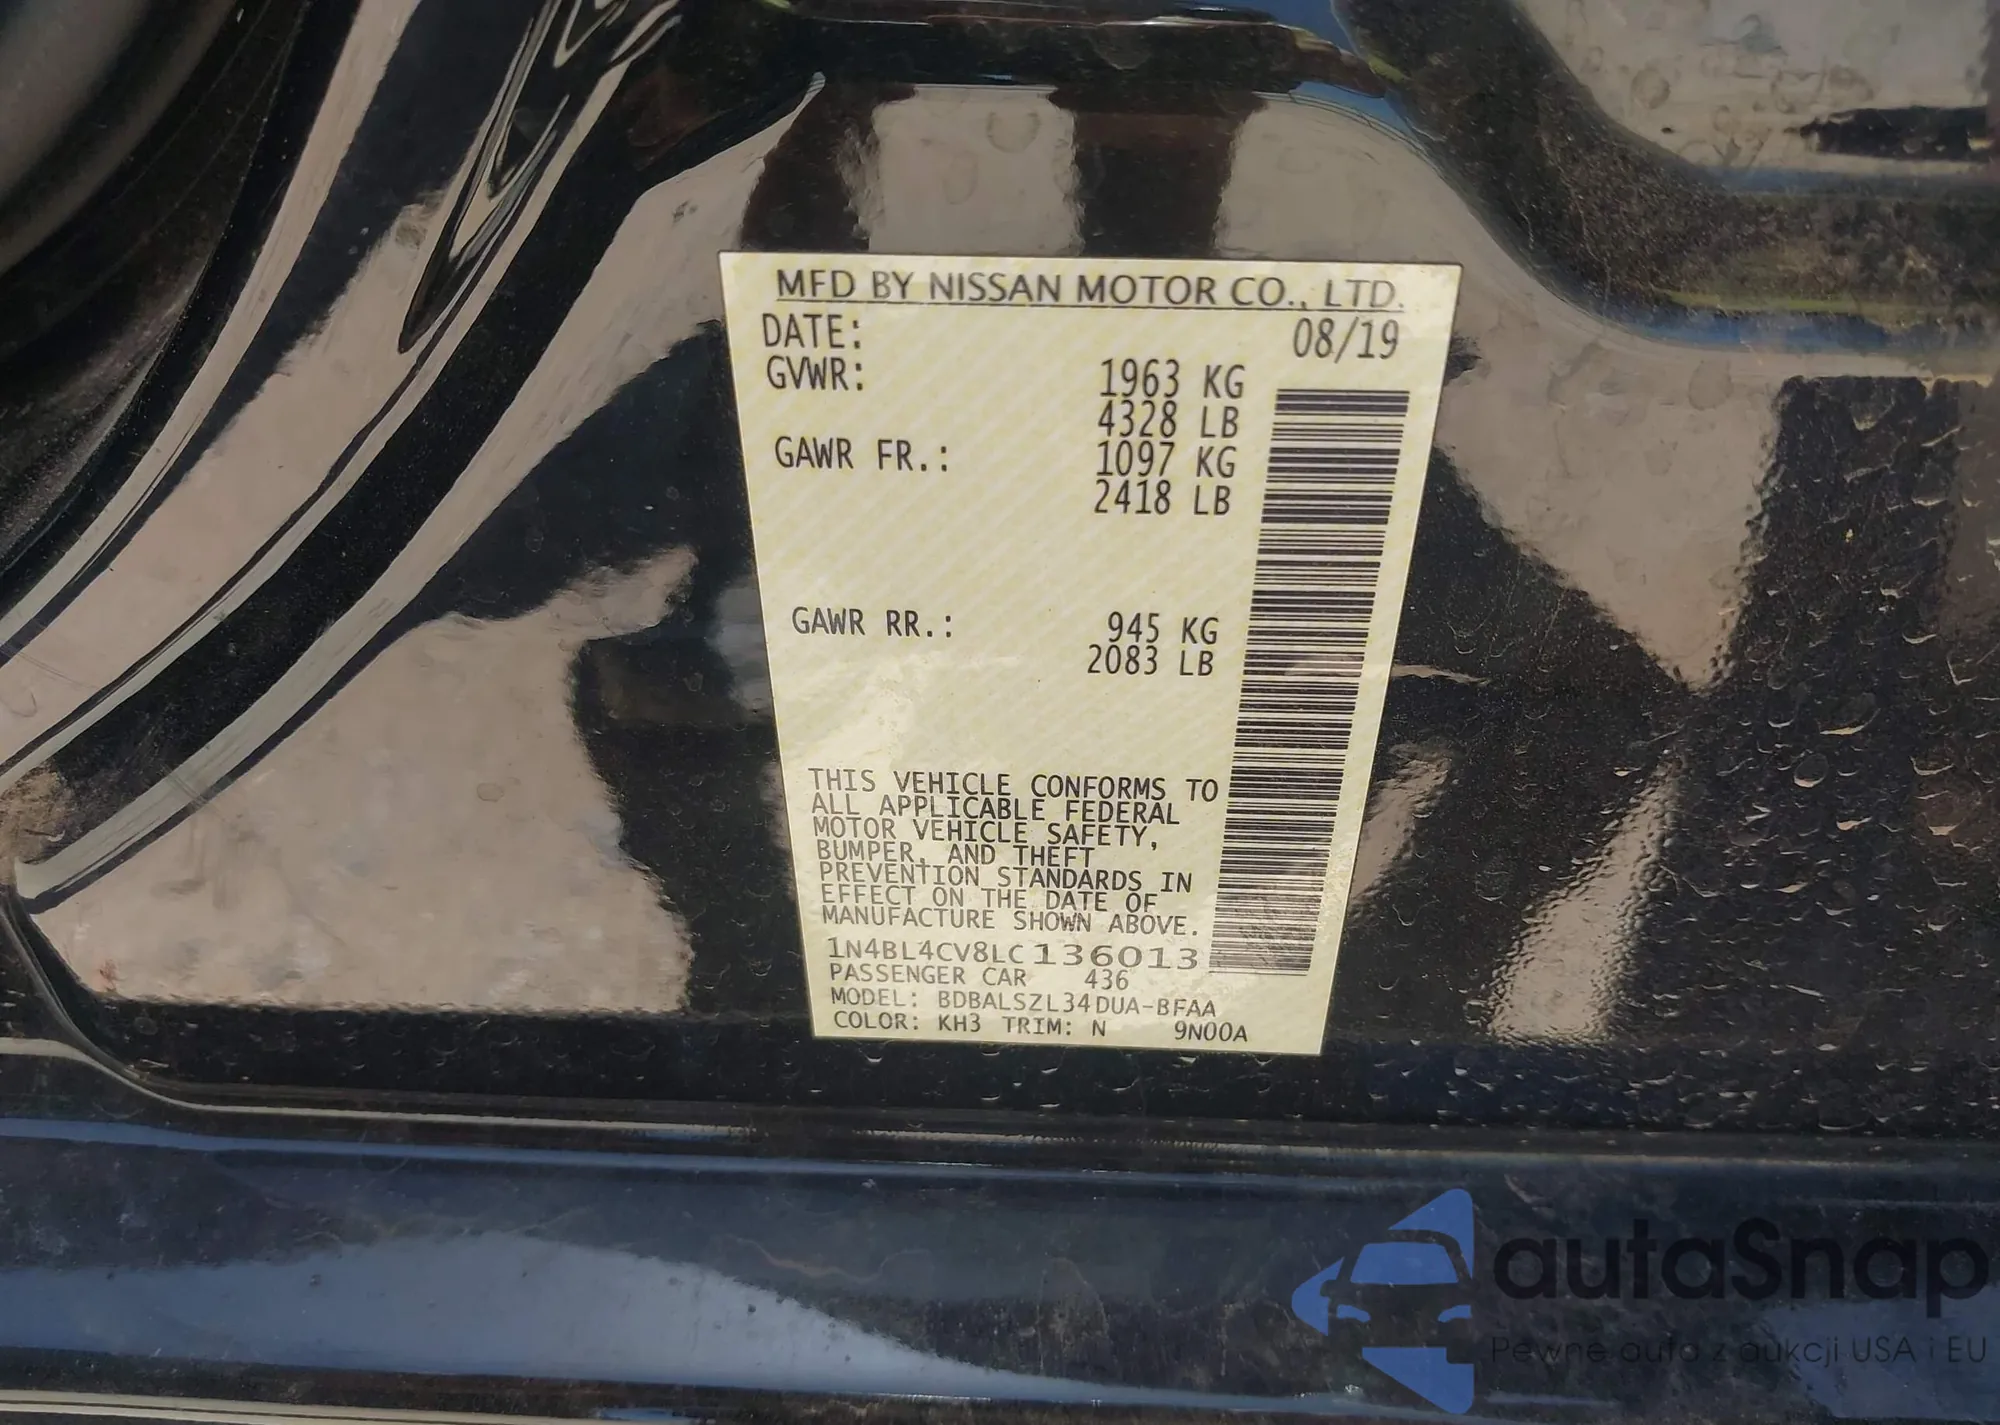 MFD BY NISSAN MOTOR CO., LTD.
DATE: 08/19
GVWR: 1963 KG
4328 LB
GAWR FR.: 1097 KG
2418 LB
GAWR RR.: 945 KG
2083 LB
THIS VEHICLE CONFORMS TO
ALL APPLICABLE FEDERAL
MOTOR VEHICLE SAFETY,
BUMPER, AND THEFT
PREVENTION STANDARDS IN
EFFECT ON THE DATE OF
MANUFACTURE SHOWN ABOVE.
1N4BL4CV8LC136013
PASSENGER CAR 436
MODEL: BDBALSZL34DUA-BFAA
COLOR: KH3 TRIM: N 9N00A
autaSnap
Pewne auta z aukcji USA i EU